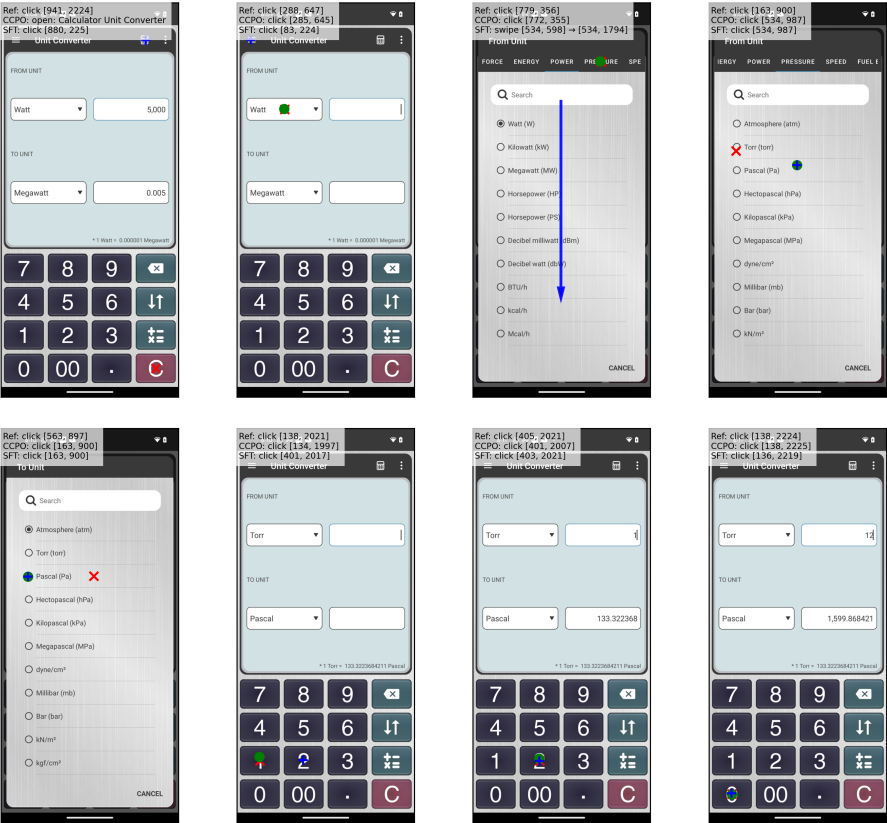 Ref: click [941, 2224]
CCPO: open: Calculator Unit Converter
SFT: click [880, 225]
Unit Converter
FROM UNIT
Watt
5,000
TO UNIT
Megawatt
0.005
* 1 Watt = 0.000001 Megawatt
7 8 9
4 5 6
1 2 3
0 00 . C
Ref: click [288, 647]
CCPO: click [285, 645]
SFT: click [83, 224]
Unit Converter
FROM UNIT
Watt
TO UNIT
Megawatt
* 1 Watt = 0.000001 Megawatt
7 8 9
4 5 6
1 2 3
0 00 . C
Ref: click [779, 356]
CCPO: click [772, 355]
SFT: swipe [534, 598] → [534, 1794]
From Unit
FORCE ENERGY POWER PRESSURE SPE
Search
Watt (W)
Kilowatt (kW)
Megawatt (MW)
Horsepower (HP)
Horsepower (PS)
Decibel milliwatt (dBm)
Decibel watt (dbW)
BTU/h
kcal/h
Mcal/h
CANCEL
Ref: click [163, 900]
CCPO: click [534, 987]
SFT: click [534, 987]
From Unit
IERGY POWER PRESSURE SPEED FUEL E
Search
Atmosphere (atm)
Torr (torr)
Pascal (Pa)
Hectopascal (hPa)
Kilopascal (kPa)
Megapascal (MPa)
dyne/cm²
Millibar (mb)
Bar (bar)
kN/m²
CANCEL
Ref: click [563, 897]
CCPO: click [163, 900]
SFT: click [163, 900]
To Unit
Search
Atmosphere (atm)
Torr (torr)
Pascal (Pa)
Hectopascal (hPa)
Kilopascal (kPa)
Megapascal (MPa)
dyne/cm²
Millibar (mb)
Bar (bar)
kN/m²
kgf/cm²
CANCEL
Ref: click [138, 2021]
CCPO: click [134, 1997]
SFT: click [401, 2017]
Unit Converter
FROM UNIT
Torr
TO UNIT
Pascal
* 1 Torr = 133.3223684211 Pascal
7 8 9
4 5 6
1 2 3
0 00 . C
Ref: click [405, 2021]
CCPO: click [401, 2007]
SFT: click [403, 2021]
Unit Converter
FROM UNIT
Torr
1
TO UNIT
Pascal
133.322368
* 1 Torr = 133.3223684211 Pascal
7 8 9
4 5 6
1 2 3
0 00 . C
Ref: click [138, 2224]
CCPO: click [138, 2225]
SFT: click [136, 2219]
Unit Converter
FROM UNIT
Torr
12
TO UNIT
Pascal
1,599.868421
* 1 Torr = 133.3223684211 Pascal
7 8 9
4 5 6
1 2 3
0 00 . C